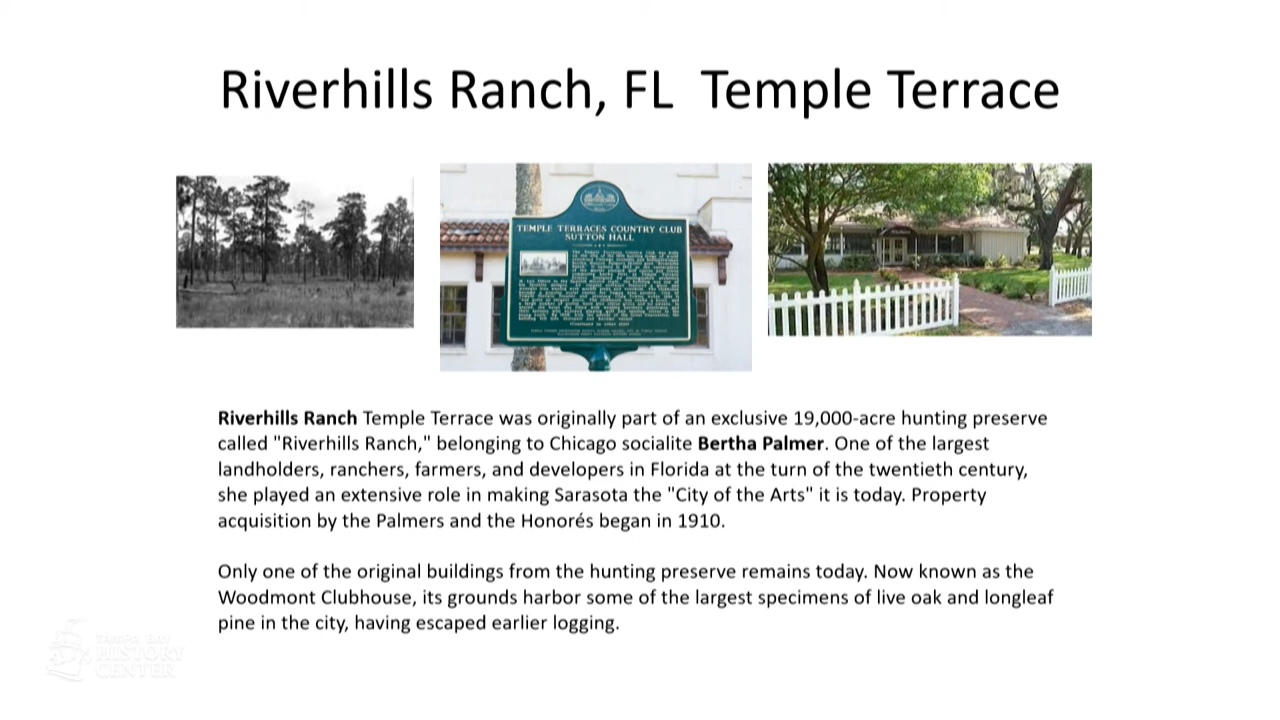 Riverhills Ranch, FL  Temple Terrace
TEMPLE TERRACES COUNTRY CLUB
SUTTON HALL
Riverhills Ranch Temple Terrace was originally part of an exclusive 19,000-acre hunting preserve
called "Riverhills Ranch," belonging to Chicago socialite Bertha Palmer. One of the largest
landholders, ranchers, farmers, and developers in Florida at the turn of the twentieth century,
she played an extensive role in making Sarasota the "City of the Arts" it is today. Property
acquisition by the Palmers and the Honorés began in 1910.
Only one of the original buildings from the hunting preserve remains today. Now known as the
Woodmont Clubhouse, its grounds harbor some of the largest specimens of live oak and longleaf
pine in the city, having escaped earlier logging.
TAMPA BAY
HISTORY
CENTER